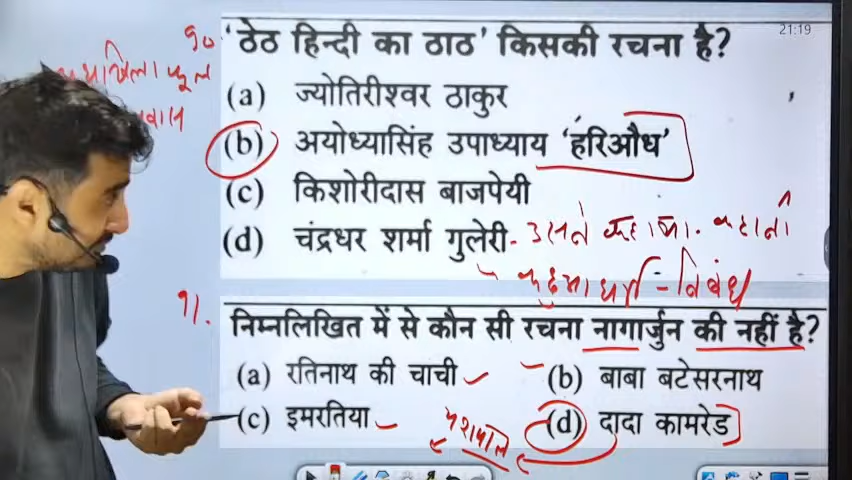 21:19
90. 'ठेठ हिन्दी का ठाठ' किसकी रचना है?
(a) ज्योतिरीश्वर ठाकुर
(b) अयोध्यासिंह उपाध्याय 'हरिऔध'
(c) किशोरीदास बाजपेयी
(d) चंद्रधर शर्मा गुलेरी - उसने कहा था - कहानी
कछुआ धर्म - निबंध
91. निम्नलिखित में से कौन सी रचना नागार्जुन की नहीं है?
(a) रतिनाथ की चाची (b) बाबा बटेसरनाथ
(c) इमरतिया (d) दादा कामरेड
यशपाल